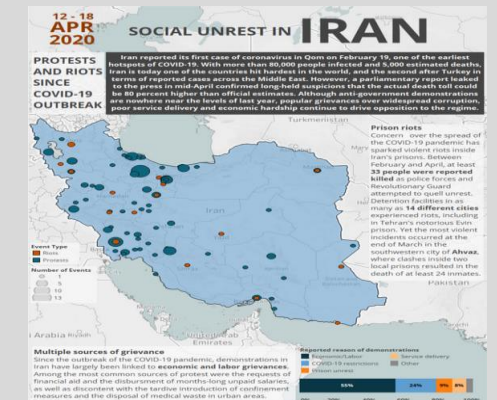 12 - 18
APR
2020
SOCIAL UNREST IN IRAN
PROTESTS
AND RIOTS
SINCE
COVID-19
OUTBREAK
Iran reported its first case of coronavirus in Qom on February 19, one of the earliest
hotspots of COVID-19. With more than 80,000 people infected and 5,000 estimated deaths,
Iran is today one of the countries hit hardest in the world, and the second after Turkey in
terms of reported cases across the Middle East. However, a parliamentary report leaked
to the press in mid-April confirmed long-held suspicions that the actual death toll could
be 80 percent higher than official estimates. Although anti-government demonstrations
are nowhere near the levels of last year, popular grievances over widespread corruption,
poor service delivery and economic hardship continue to drive opposition to the regime.
Turkmenistan
Prison riots
Concern over the spread of
the COVID-19 pandemic has
sparked violent riots inside
Iran's prisons. Between
February and April, at least
33 people were reported
killed as police forces and
Revolutionary Guard
attempted to quell unrest.
Detention facilities in as
many as 14 different cities
experienced riots, including
in Tehran's notorious Evin
prison. Yet the most violent
incidents occurred at the
end of March in the
southwestern city of Ahvaz,
where clashes inside two
local prisons resulted in the
death of at least 24 inmates.
Iran
Pakistan
Event Type
Riots
Protests
Number of Events
1
5
10
13
Arabia
Riyadh
United Arab
Emirates
Multiple sources of grievance
Since the outbreak of the COVID-19 pandemic, demonstrations in
Iran have largely been linked to economic and labor grievances.
Among the most common sources of protest were the requests of
financial aid and the disbursment of months-long unpaid salaries,
as well as discontent with the tardive introduction of confinement
measures and the disposal of medical waste in urban areas.
Reported reason of demonstrations
Economic/Labor
Service delivery
COVID-19 restrictions
Other
Prison unrest
55%
24%
9%
8%